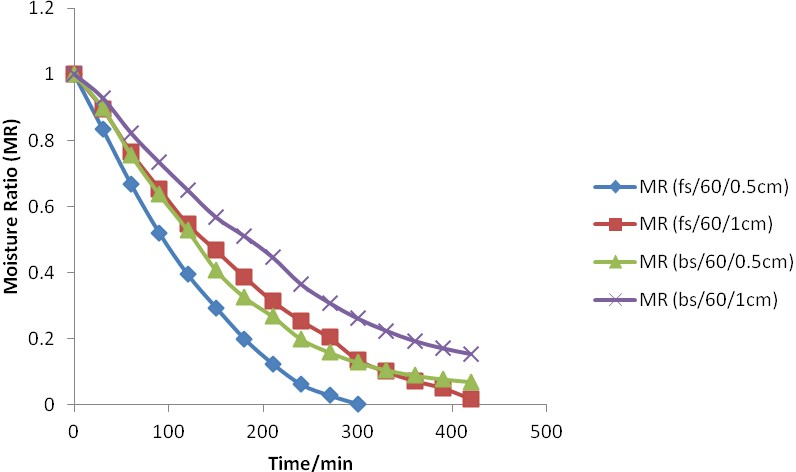 1.2
1
0.8
0.6
0.4
0.2
0
Moisture Ratio (MR)
0 100 200 300 400 500
Time/min
MR (fs/60/0.5cm)
MR (fs/60/1cm)
MR (bs/60/0.5cm)
MR (bs/60/1cm)